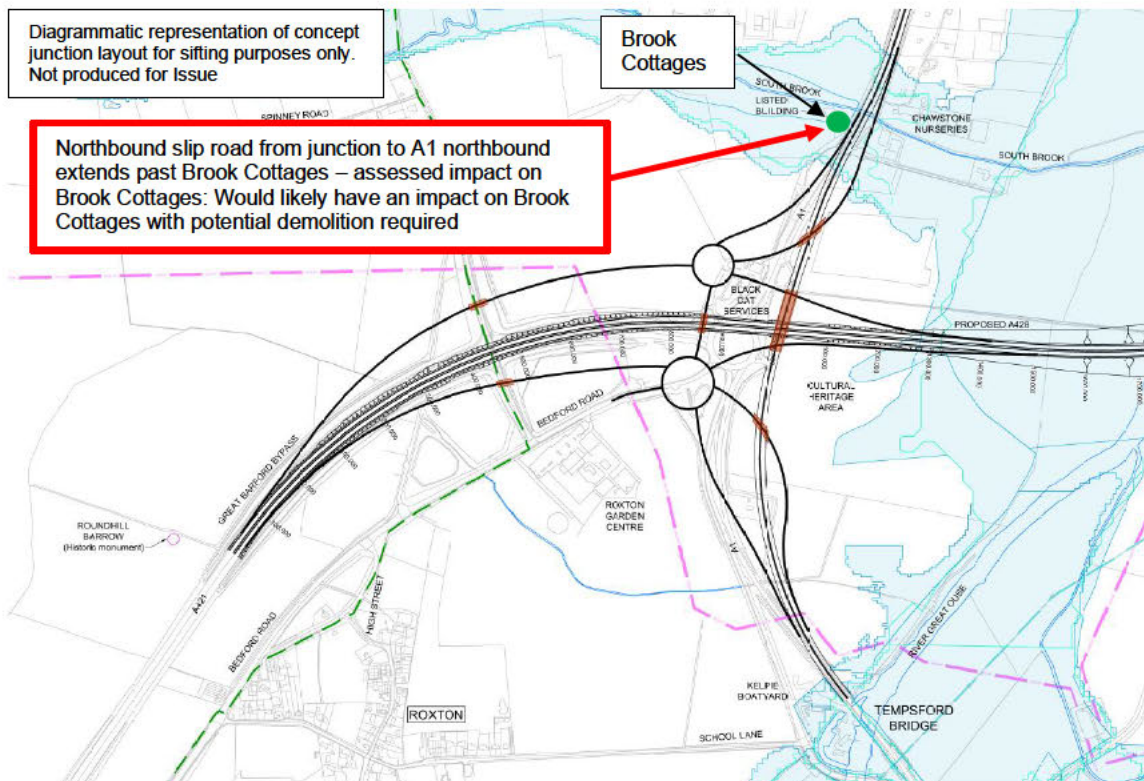 Diagrammatic representation of concept
junction layout for sifting purposes only.
Not produced for Issue
Brook
Cottages
SOUTH BROOK
LISTED
BUILDING
CHAWSTONE
NURSERIES
SPINNEY ROAD
SOUTH BROOK
Northbound slip road from junction to A1 northbound
extends past Brook Cottages – assessed impact on
Brook Cottages: Would likely have an impact on Brook
Cottages with potential demolition required
A1
BLACK
CAT
SERVICES
PROPOSED A428
CULTURAL
HERITAGE
AREA
BEDFORD ROAD
GREAT BARFORD BYPASS
ROXTON
GARDEN
CENTRE
ROUNDHILL
BARROW
(Historic monument)
A1
A421
HIGH STREET
BEDFORD ROAD
RIVER GREAT OUSE
KELPIE
BOATYARD
TEMPSFORD
BRIDGE
ROXTON
SCHOOL LANE